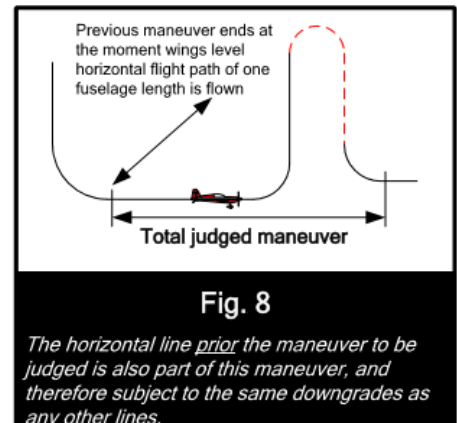 Previous maneuver ends at
the moment wings level
horizontal flight path of one
fuselage length is flown
Total judged maneuver
Fig. 8
The horizontal line prior the maneuver to be
judged is also part of this maneuver, and
therefore subject to the same downgrades as
any other lines.